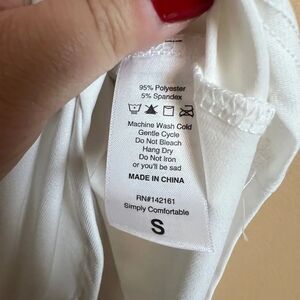 95% Polyester
5% Spandex
Machine Wash Cold
Gentle Cycle
Do Not Bleach
Hang Dry
Do Not Iron
or you'll be sad
MADE IN CHINA
RN#142161
Simply Comfortable
S